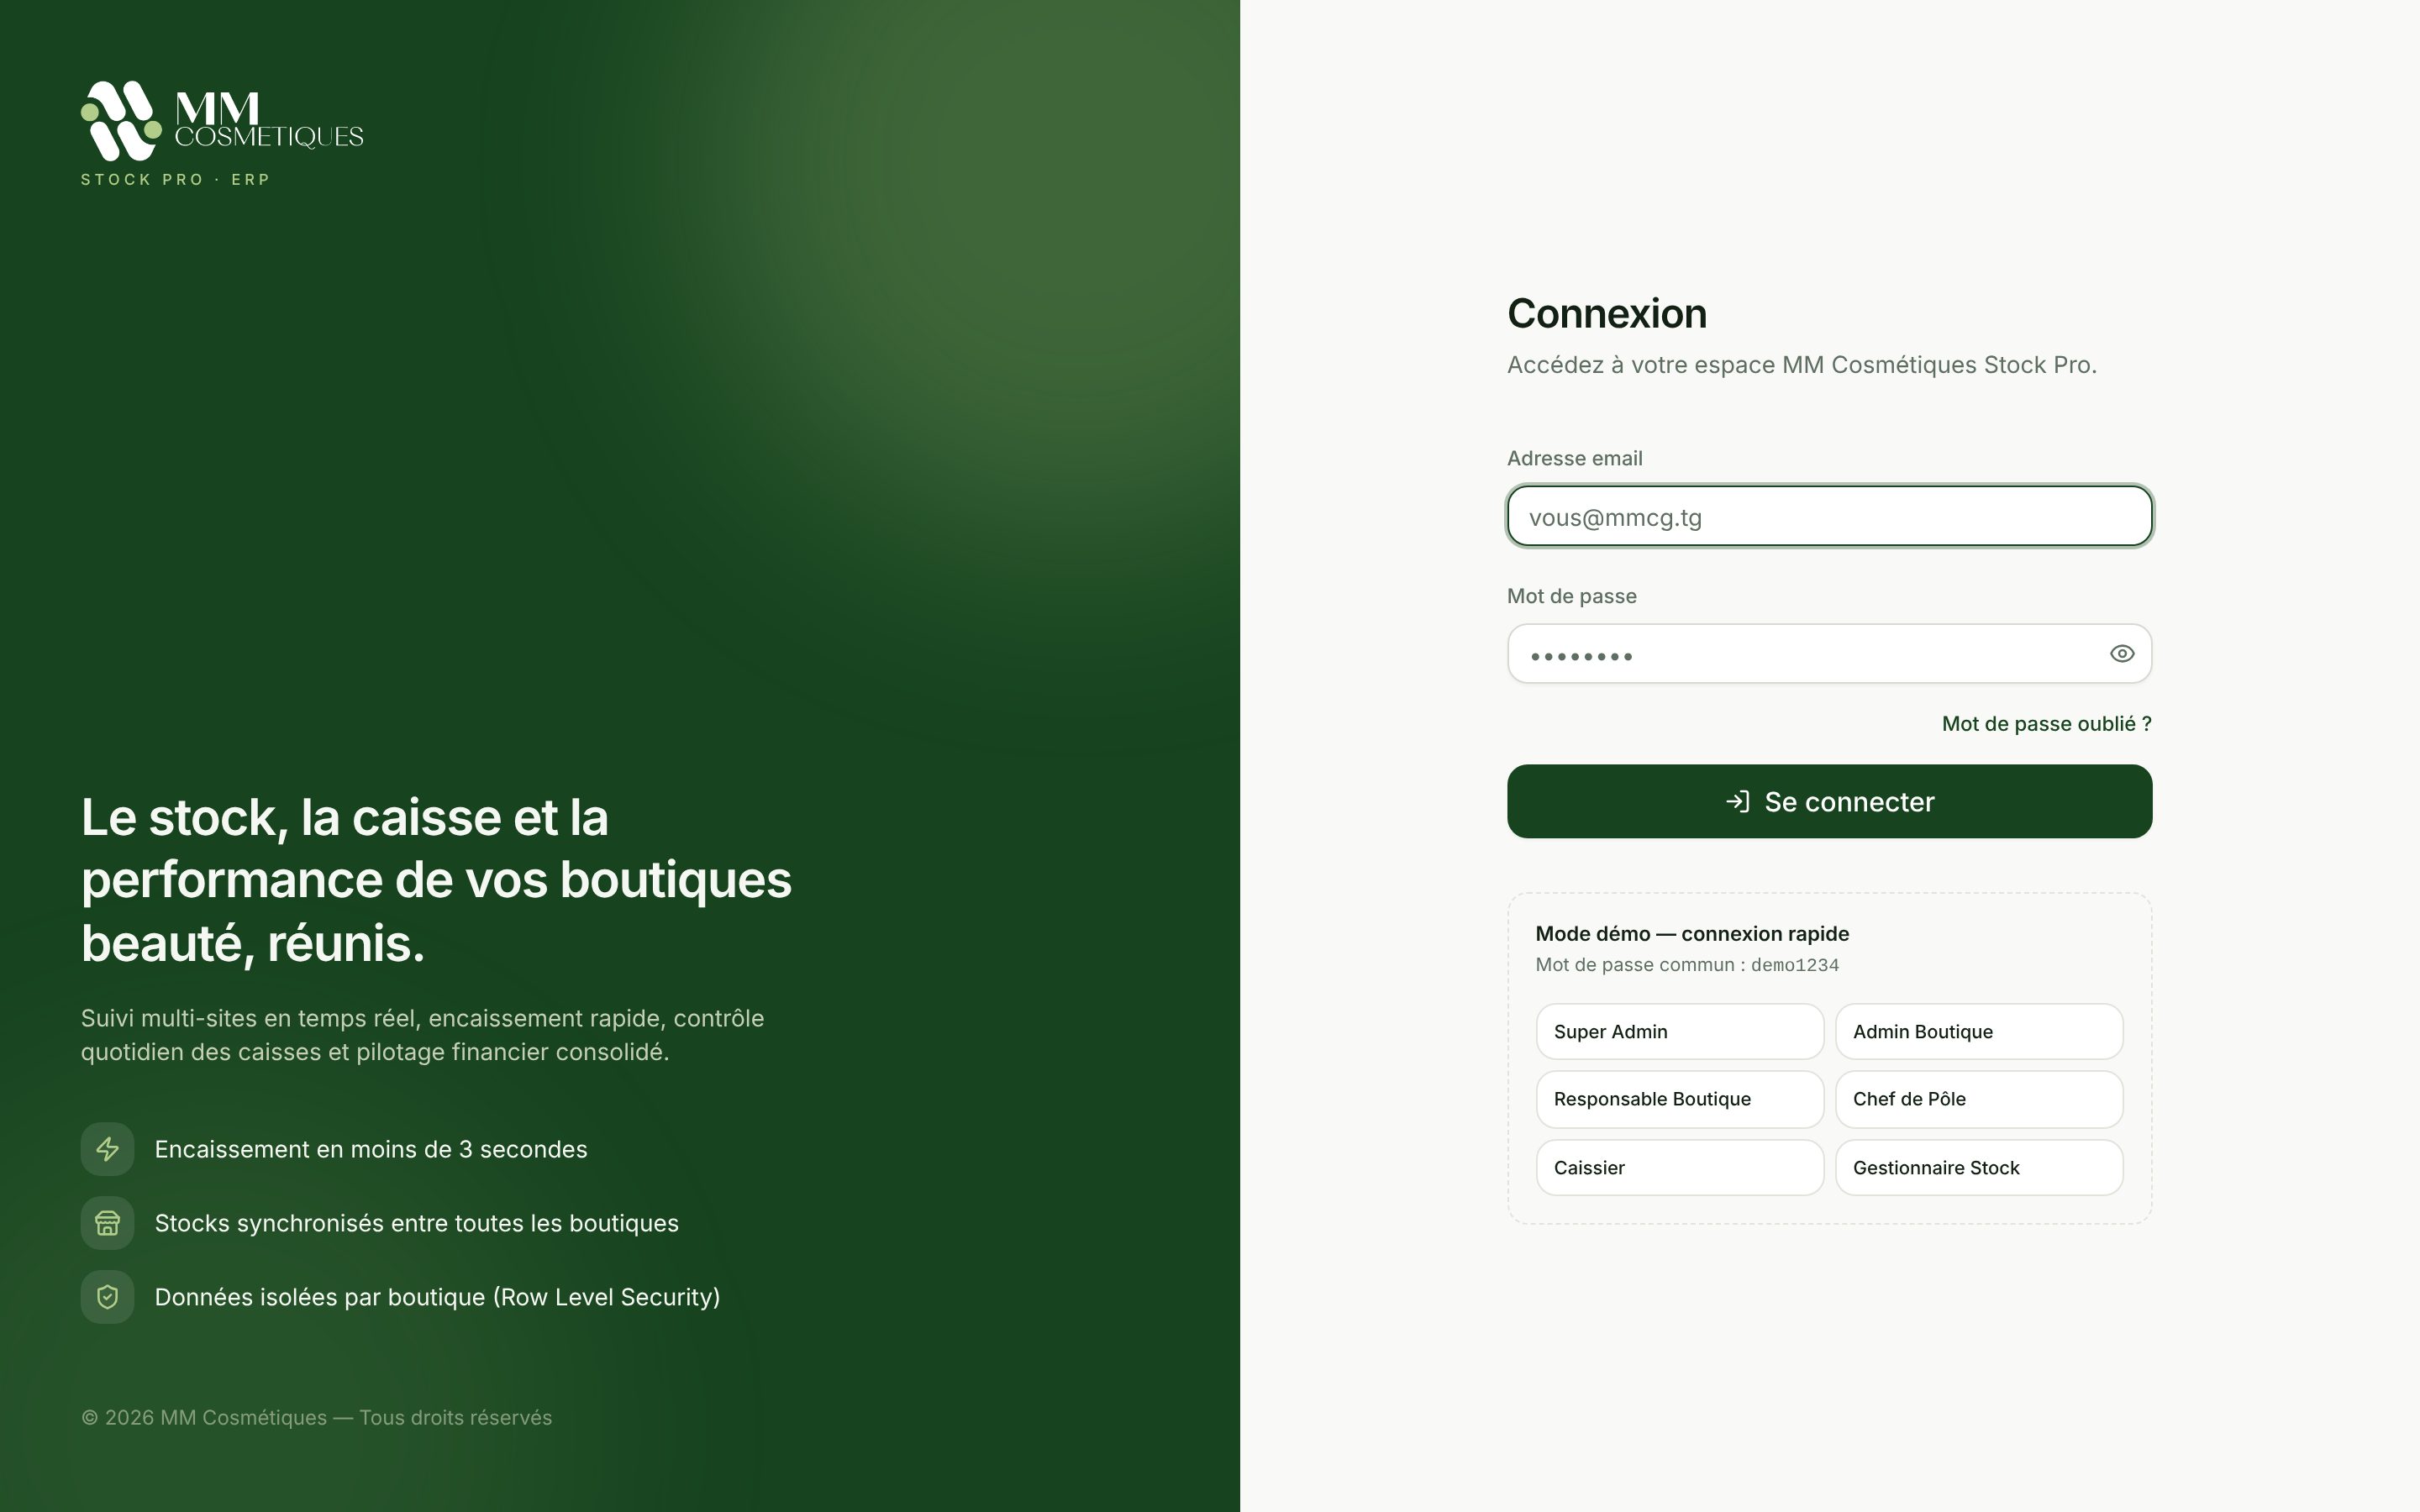 MM
COSMETIQUES
STOCK PRO · ERP
Le stock, la caisse et la
performance de vos boutiques
beauté, réunis.
Suivi multi-sites en temps réel, encaissement rapide, contrôle
quotidien des caisses et pilotage financier consolidé.
Encaissement en moins de 3 secondes
Stocks synchronisés entre toutes les boutiques
Données isolées par boutique (Row Level Security)
© 2026 MM Cosmétiques — Tous droits réservés
Connexion
Accédez à votre espace MM Cosmétiques Stock Pro.
Adresse email
vous@mmcg.tg
Mot de passe
••••••••
Mot de passe oublié ?
Se connecter
Mode démo — connexion rapide
Mot de passe commun : demo1234
Super Admin
Admin Boutique
Responsable Boutique
Chef de Pôle
Caissier
Gestionnaire Stock